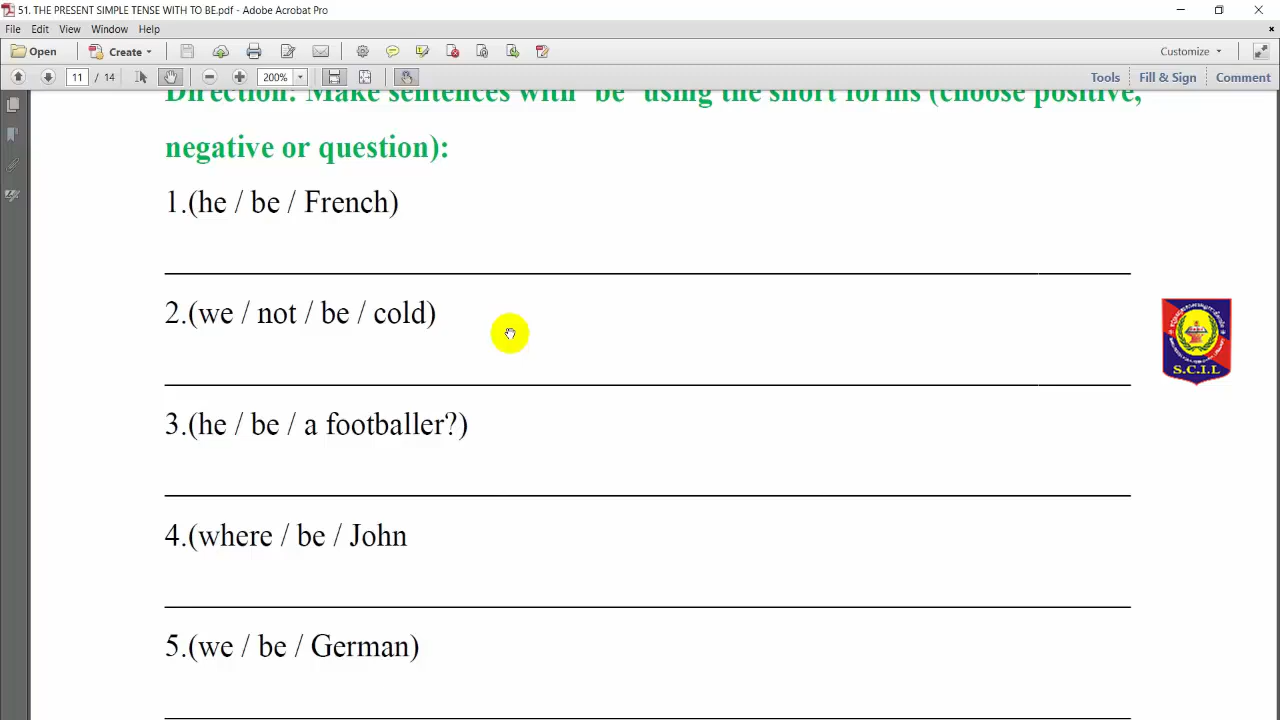 51. THE PRESENT SIMPLE TENSE WITH TO BE.pdf - Adobe Acrobat Pro
File Edit View Window Help
Open Create Customize
11 / 14 200% Tools Fill & Sign Comment
Direction: Make sentences with 'be' using the short forms (choose positive,
negative or question):
1.(he / be / French)
2.(we / not / be / cold)
3.(he / be / a footballer?)
4.(where / be / John
5.(we / be / German)
S.C.I.L